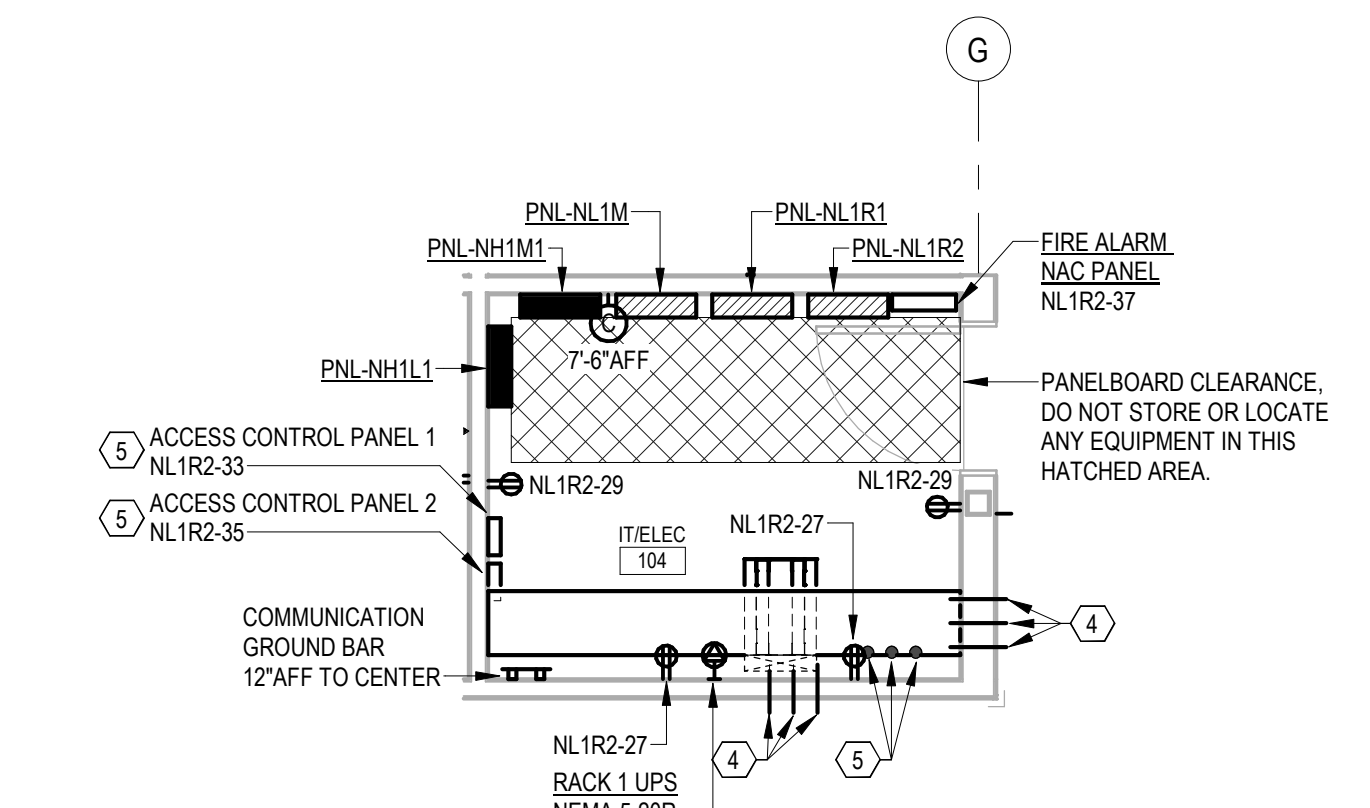 G
PNL-NL1M
PNL-NL1R1
PNL-NH1M1
PNL-NL1R2
FIRE ALARM
NAC PANEL
NL1R2-37
C
7'-6"AFF
PNL-NH1L1
PANELBOARD CLEARANCE,
DO NOT STORE OR LOCATE
ANY EQUIPMENT IN THIS
HATCHED AREA.
5
ACCESS CONTROL PANEL 1
NL1R2-33
NL1R2-29
NL1R2-29
5
ACCESS CONTROL PANEL 2
NL1R2-35
IT/ELEC
104
NL1R2-27
COMMUNICATION
GROUND BAR
12"AFF TO CENTER
4
NL1R2-27
4
5
RACK 1 UPS